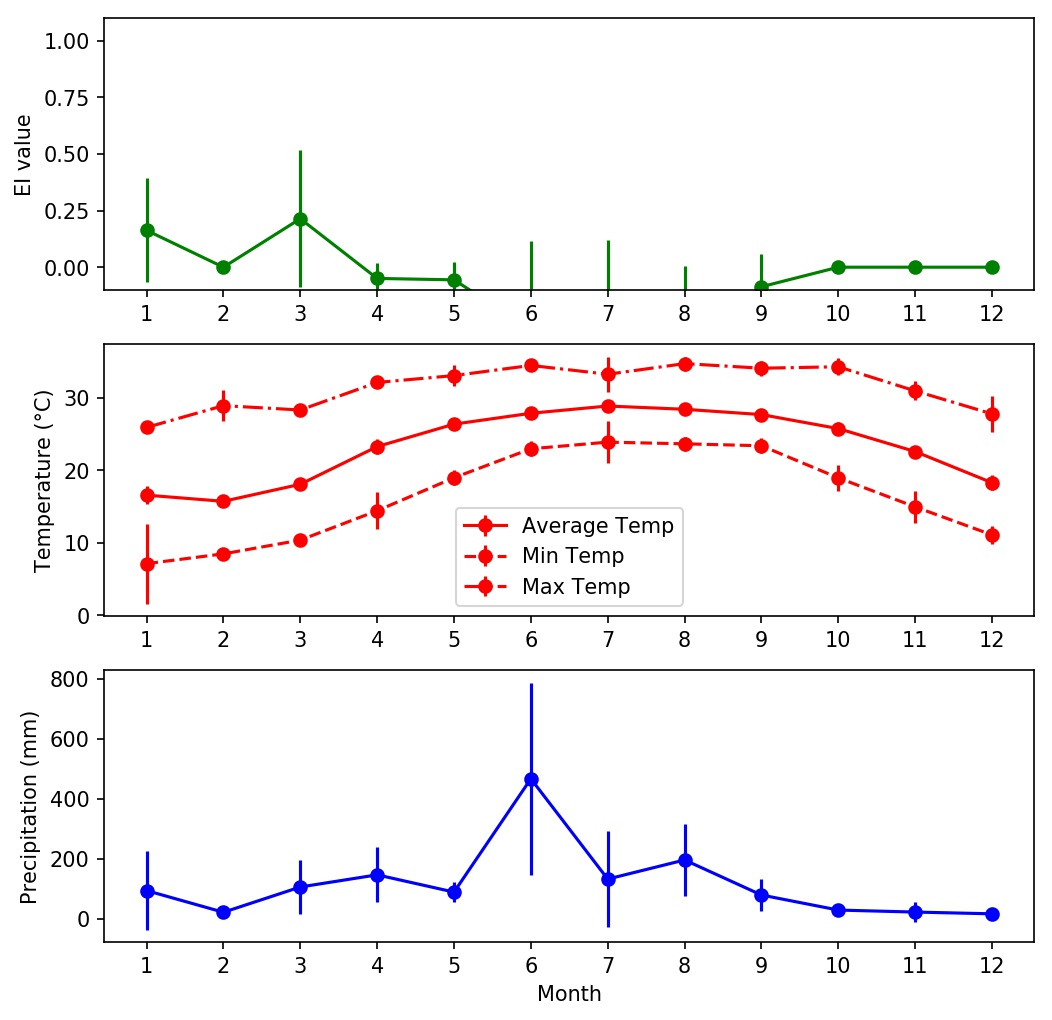 1.00
0.75
0.50
0.25
0.00
EI value
1 2 3 4 5 6 7 8 9 10 11 12
30
20
10
0
Temperature (°C)
Average Temp
Min Temp
Max Temp
1 2 3 4 5 6 7 8 9 10 11 12
800
600
400
200
0
Precipitation (mm)
1 2 3 4 5 6 7 8 9 10 11 12
Month